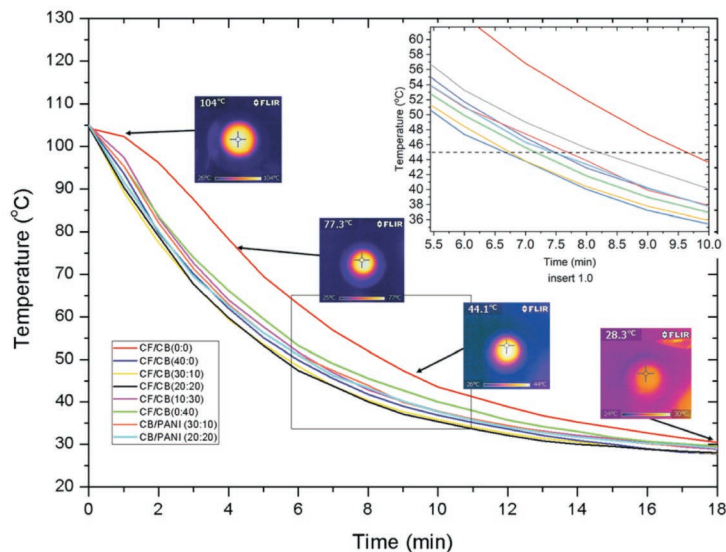 130
120
110
100
90
80
70
60
50
40
30
20
Temperature (°C)
0 2 4 6 8 10 12 14 16 18
Time (min)
CF/CB(0:0)
CF/CB(40:0)
CF/CB(30:10)
CF/CB(20:20)
CF/CB(10:30)
CF/CB(0:40)
CB/PANI (30:10)
CB/PANI (20:20)
104°C FLIR
26°C 104°C
77.3°C FLIR
25°C 77°C
44.1°C FLIR
26°C 44°C
28.3°C FLIR
24°C 30°C
60
58
56
54
52
50
48
46
44
42
40
38
36
Temperature (°C)
5.5 6.0 6.5 7.0 7.5 8.0 8.5 9.0 9.5 10.0
Time (min)
insert 1.0